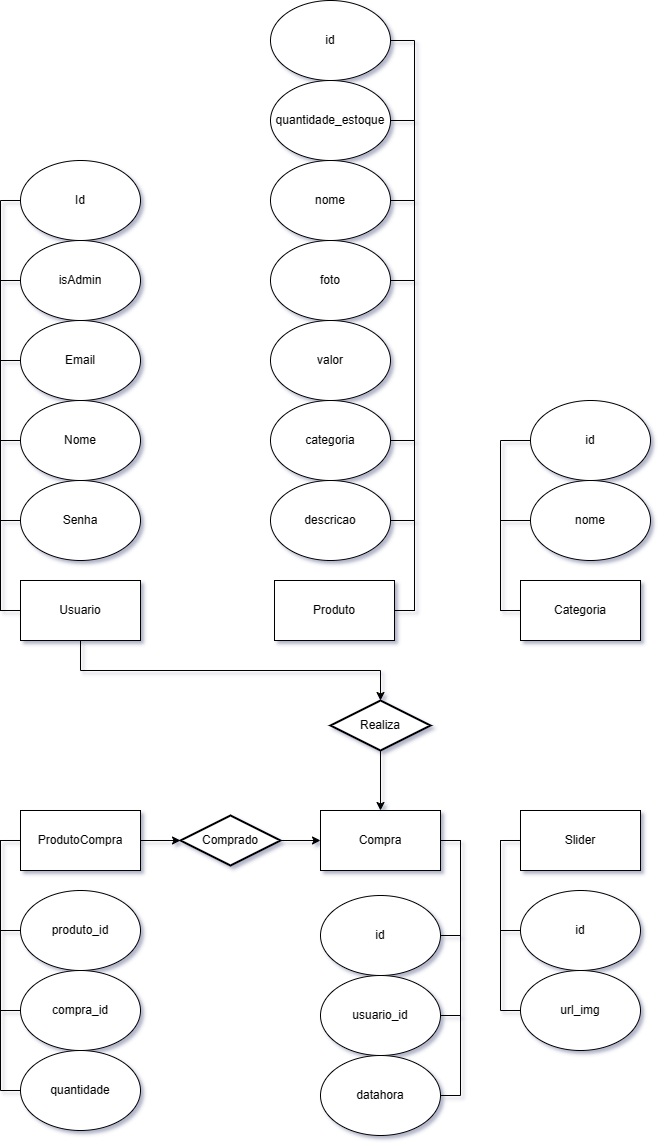 id
quantidade_estoque
nome
foto
valor
categoria
descricao
Produto
Id
isAdmin
Email
Nome
Senha
Usuario
id
nome
Categoria
Realiza
ProdutoCompra
Comprado
Compra
Slider
produto_id
compra_id
quantidade
id
usuario_id
datahora
id
url_img